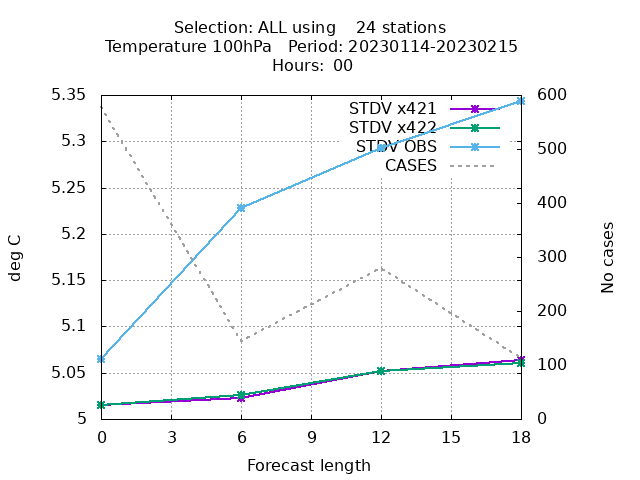 Selection: ALL using    24 stations
Temperature 100hPa   Period: 20230114-20230215
Hours:  00
STDV x421
STDV x422
STDV OBS
CASES
5.35
5.3
5.25
5.2
5.15
5.1
5.05
5
600
500
400
300
200
100
0
deg C
No cases
0 3 6 9 12 15 18
Forecast length